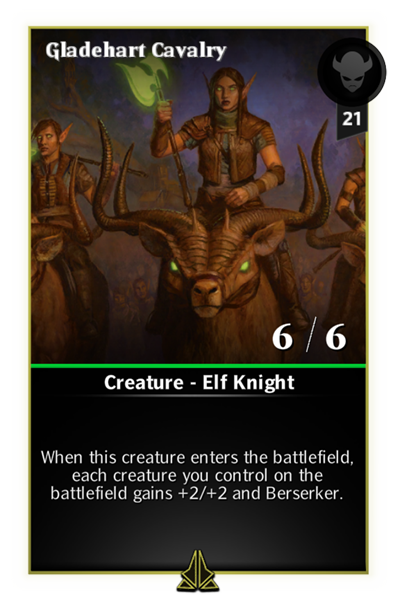 Gladehart Cavalry
21
6 / 6
Creature - Elf Knight
When this creature enters the battlefield,
each creature you control on the
battlefield gains +2/+2 and Berserker.